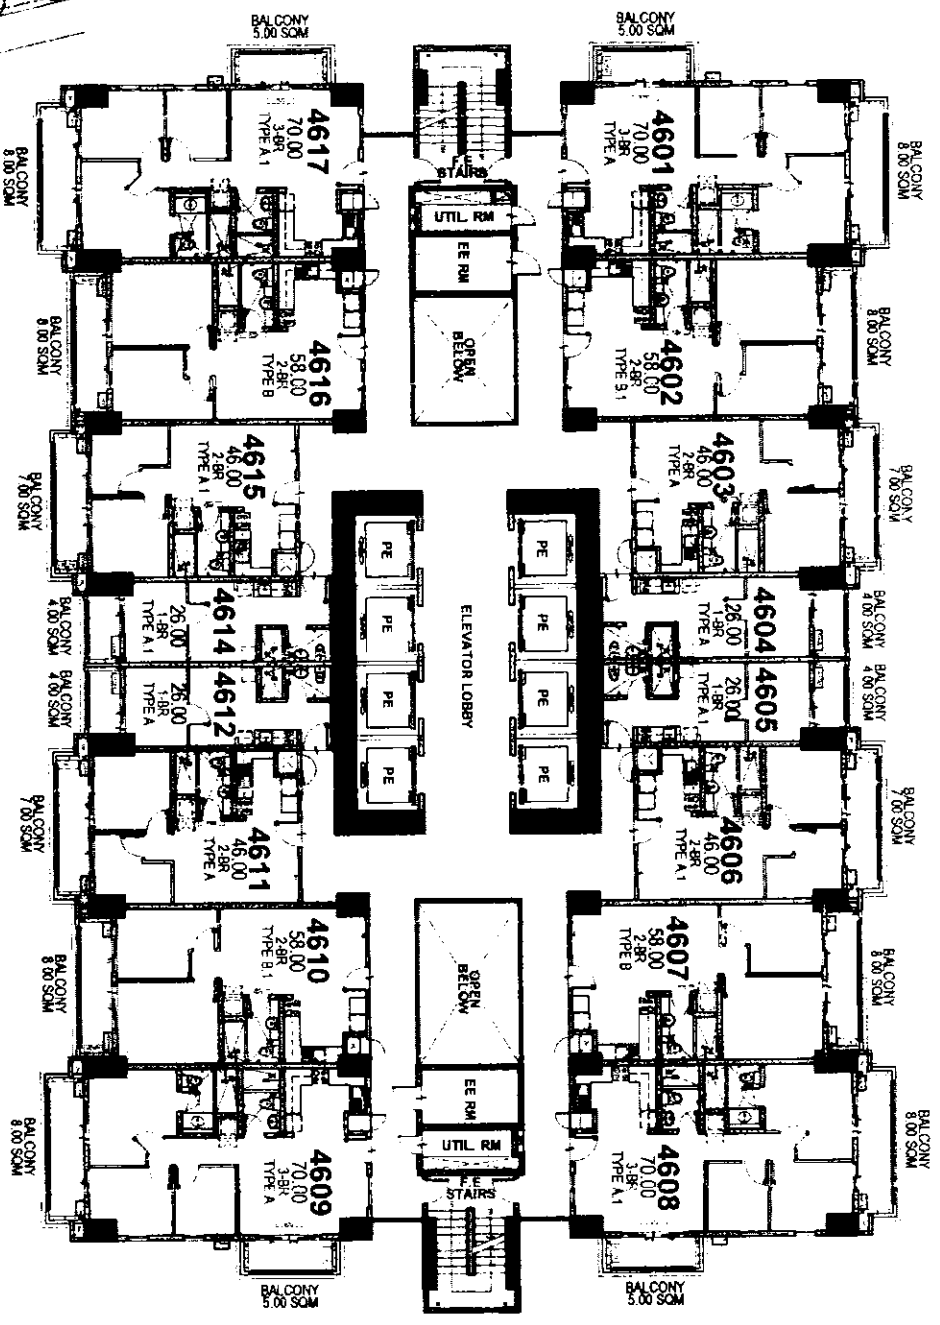 BALCONY
5.00 SQM
BALCONY
5.00 SQM
BALCONY
8.00 SQM
4617
70.00
3-BR
TYPE A.1
F.E
STAIRS
UTIL. RM
EE RM
OPEN
BELOW
4601
70.00
3-BR
TYPE A
BALCONY
8.00 SQM
BALCONY
8.00 SQM
4616
58.00
2-BR
TYPE B
4602
58.00
2-BR
TYPE B.1
BALCONY
8.00 SQM
BALCONY
7.00 SQM
4615
46.00
2-BR
TYPE A.1
4603
46.00
2-BR
TYPE A
BALCONY
7.00 SQM
PE
PE
PE
PE
ELEVATOR LOBBY
PE
PE
PE
PE
BALCONY
4.00 SQM
4614
26.00
1-BR
TYPE A.1
4604
26.00
1-BR
TYPE A
BALCONY
4.00 SQM
BALCONY
4.00 SQM
4612
26.00
1-BR
TYPE A
4605
26.00
1-BR
TYPE A.1
BALCONY
4.00 SQM
BALCONY
7.00 SQM
4611
46.00
2-BR
TYPE A
4606
46.00
2-BR
TYPE A.1
BALCONY
7.00 SQM
BALCONY
8.00 SQM
4610
58.00
2-BR
TYPE B.1
OPEN
BELOW
4607
58.00
2-BR
TYPE B
BALCONY
8.00 SQM
BALCONY
8.00 SQM
4609
70.00
3-BR
TYPE A
EE RM
UTIL. RM
F.E
STAIRS
4608
70.00
3-BR
TYPE A.1
BALCONY
8.00 SQM
BALCONY
5.00 SQM
BALCONY
5.00 SQM